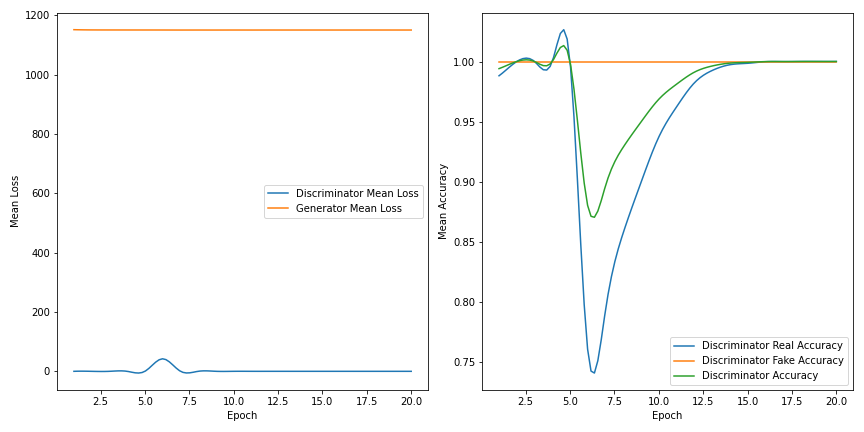 1200
1000
800
600
400
200
0
Mean Loss
2.5 5.0 7.5 10.0 12.5 15.0 17.5 20.0
Epoch
Discriminator Mean Loss
Generator Mean Loss
1.00
0.95
0.90
0.85
0.80
0.75
Mean Accuracy
2.5 5.0 7.5 10.0 12.5 15.0 17.5 20.0
Epoch
Discriminator Real Accuracy
Discriminator Fake Accuracy
Discriminator Accuracy